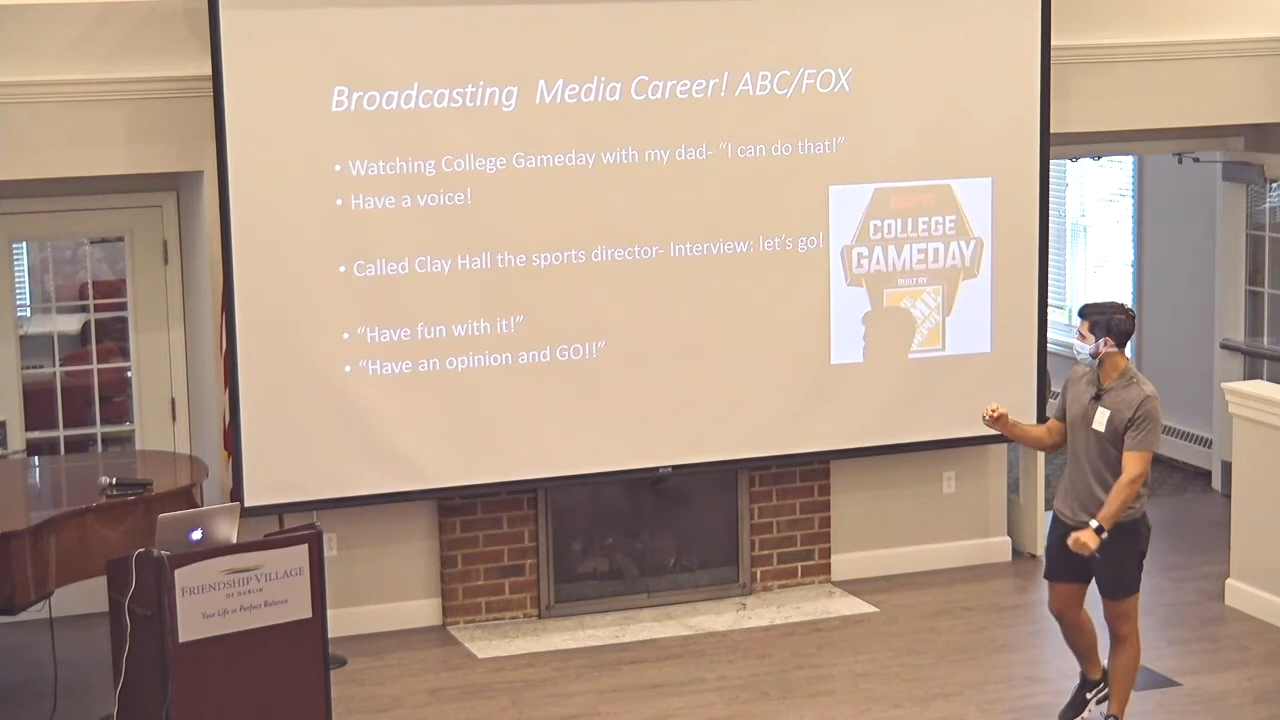 Broadcasting Media Career! ABC/FOX
• Watching College Gameday with my dad- “I can do that!”
• Have a voice!
• Called Clay Hall the sports director- Interview: let’s go!
• “Have fun with it!”
• “Have an opinion and GO!!”
ESPN
COLLEGE
GAMEDAY
BUILT BY
FRIENDSHIP VILLAGE
OF DUBLIN
Your Life in Perfect Balance